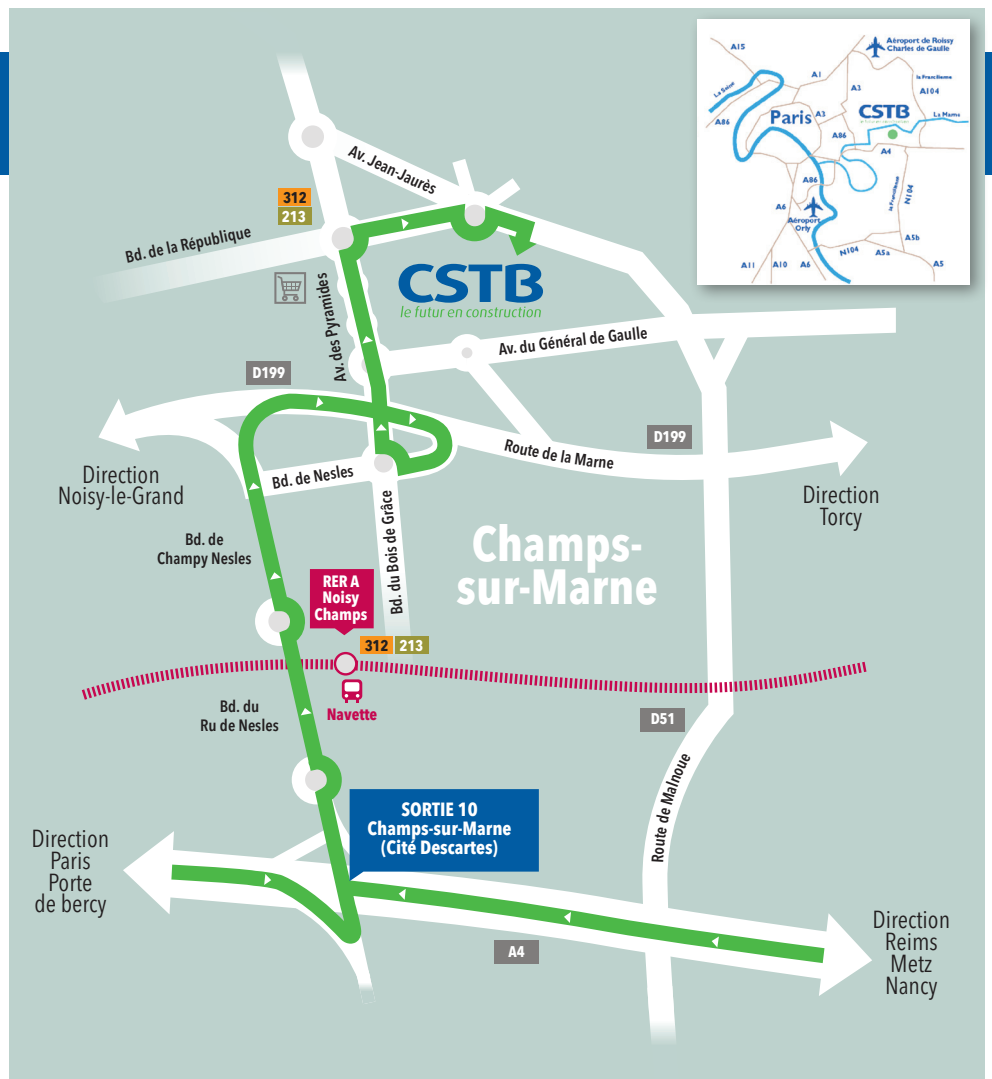 A15
Aéroport de Roissy
Charles de Gaulle
A1
la Francilienne
A3
A104
La Seine
CSTB
le futur en construction
La Marne
A86
Paris
A3
A86
A4
A86
la Francilienne
N104
A6
Aéroport
Orly
A5b
N104
A5a
A11
A10
A6
A5
Av. Jean-Jaurès
312
213
Bd. de la République
CSTB
le futur en construction
Av. des Pyramides
Av. du Général de Gaulle
D199
D199
Route de la Marne
Direction
Noisy-le-Grand
Bd. de Nesles
Direction
Torcy
Bd. de
Champy Nesles
Bd. du Bois de Grâce
Champs-
sur-Marne
RER A
Noisy
Champs
312
213
Navette
Bd. du
Ru de Nesles
D51
Route de Malnoue
SORTIE 10
Champs-sur-Marne
(Cité Descartes)
Direction
Paris
Porte
de bercy
A4
Direction
Reims
Metz
Nancy